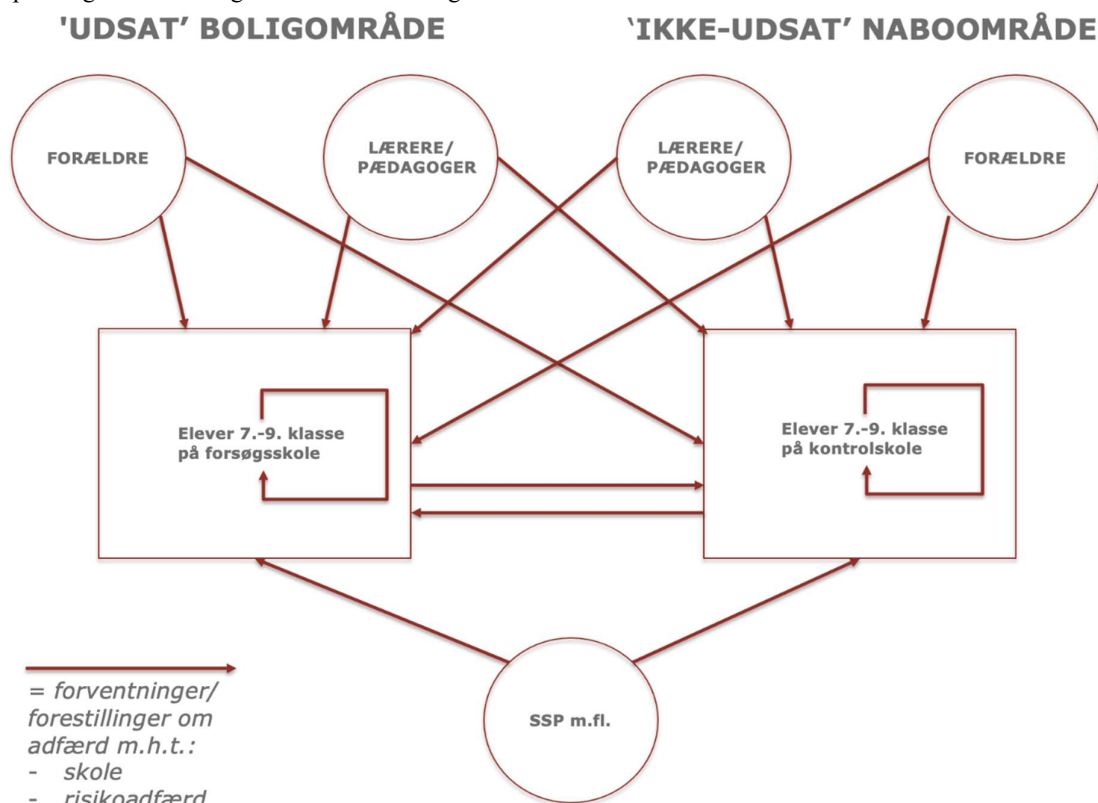 'UDSAT' BOLIGOMRÅDE
‘IKKE-UDSAT’ NABOOMRÅDE
FORÆLDRE
LÆRERE/
PÆDAGOGER
LÆRERE/
PÆDAGOGER
FORÆLDRE
Elever 7.-9. klasse
på forsøgsskole
Elever 7.-9. klasse
på kontrolskole
SSP m.fl.
= forventninger/
forestillinger om
adfærd m.h.t.:
- skole
- risikoadfærd